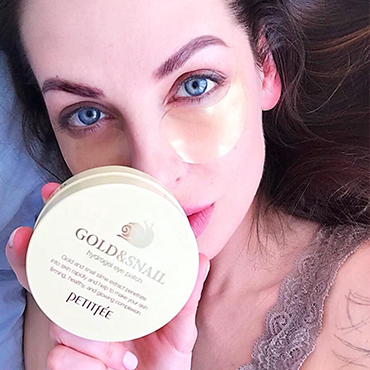 GOLD&SNAIL
hydrogel eye patch
Gold and snail slime extract penetrate
into skin rapidly and help to make your skin
firming, healthy, and glowing complexion.
PETITFÉE